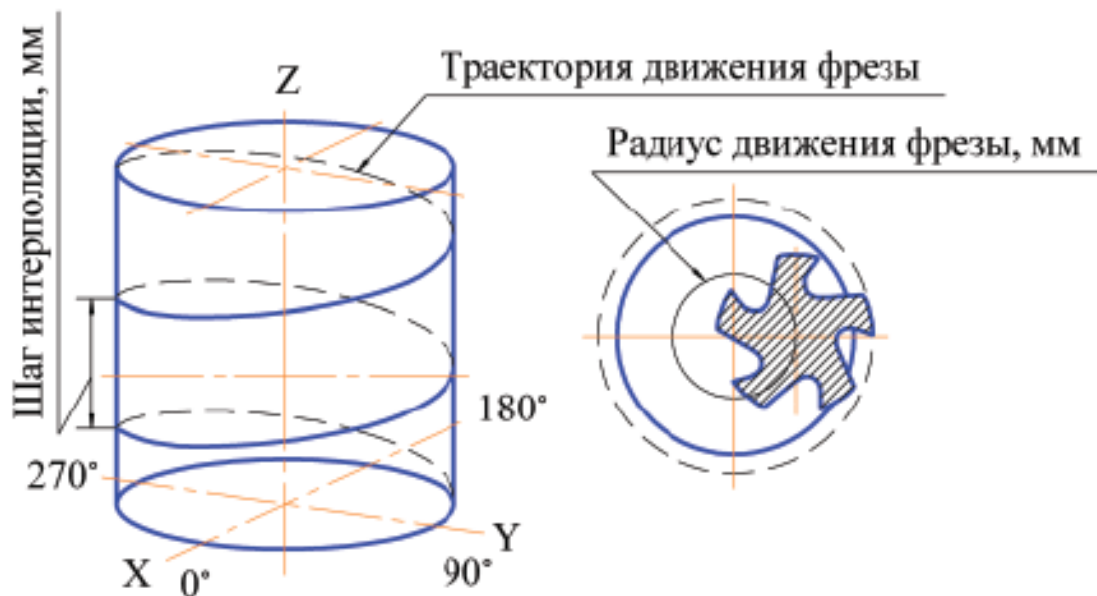 Шаг интерполяции, мм
Z
Траектория движения фрезы
Радиус движения фрезы, мм
180°
270°
Y
X
0°
90°